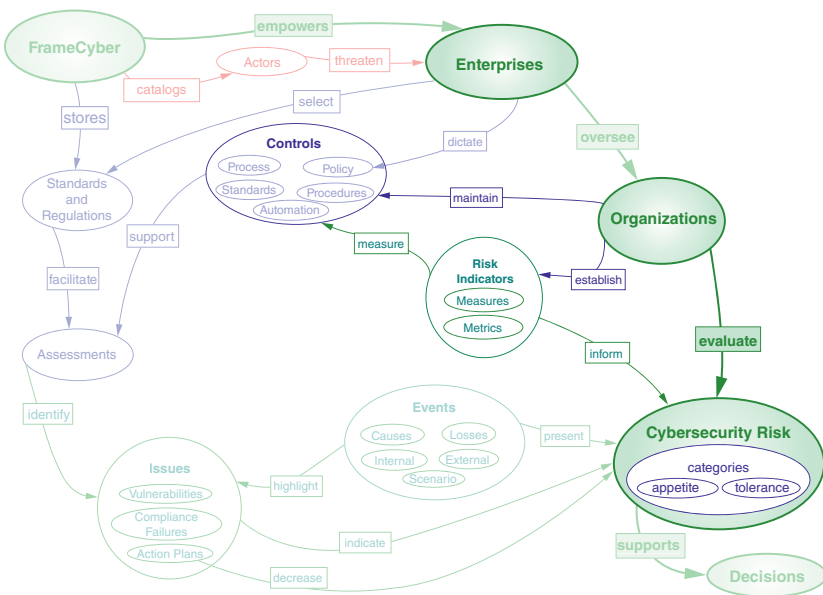 empowers
FrameCyber
Actors
threaten
Enterprises
catalogs
select
stores
oversee
Controls
dictate
Process
Policy
Standards
and
Regulations
Standards
Procedures
maintain
Automation
Organizations
support
measure
Risk
Indicators
establish
facilitate
Measures
Metrics
evaluate
Assessments
inform
identify
Events
Causes
Losses
present
Cybersecurity Risk
Internal
External
Scenario
categories
appetite
tolerance
Issues
highlight
Vulnerabilities
Compliance
Failures
indicate
supports
Action Plans
decrease
Decisions